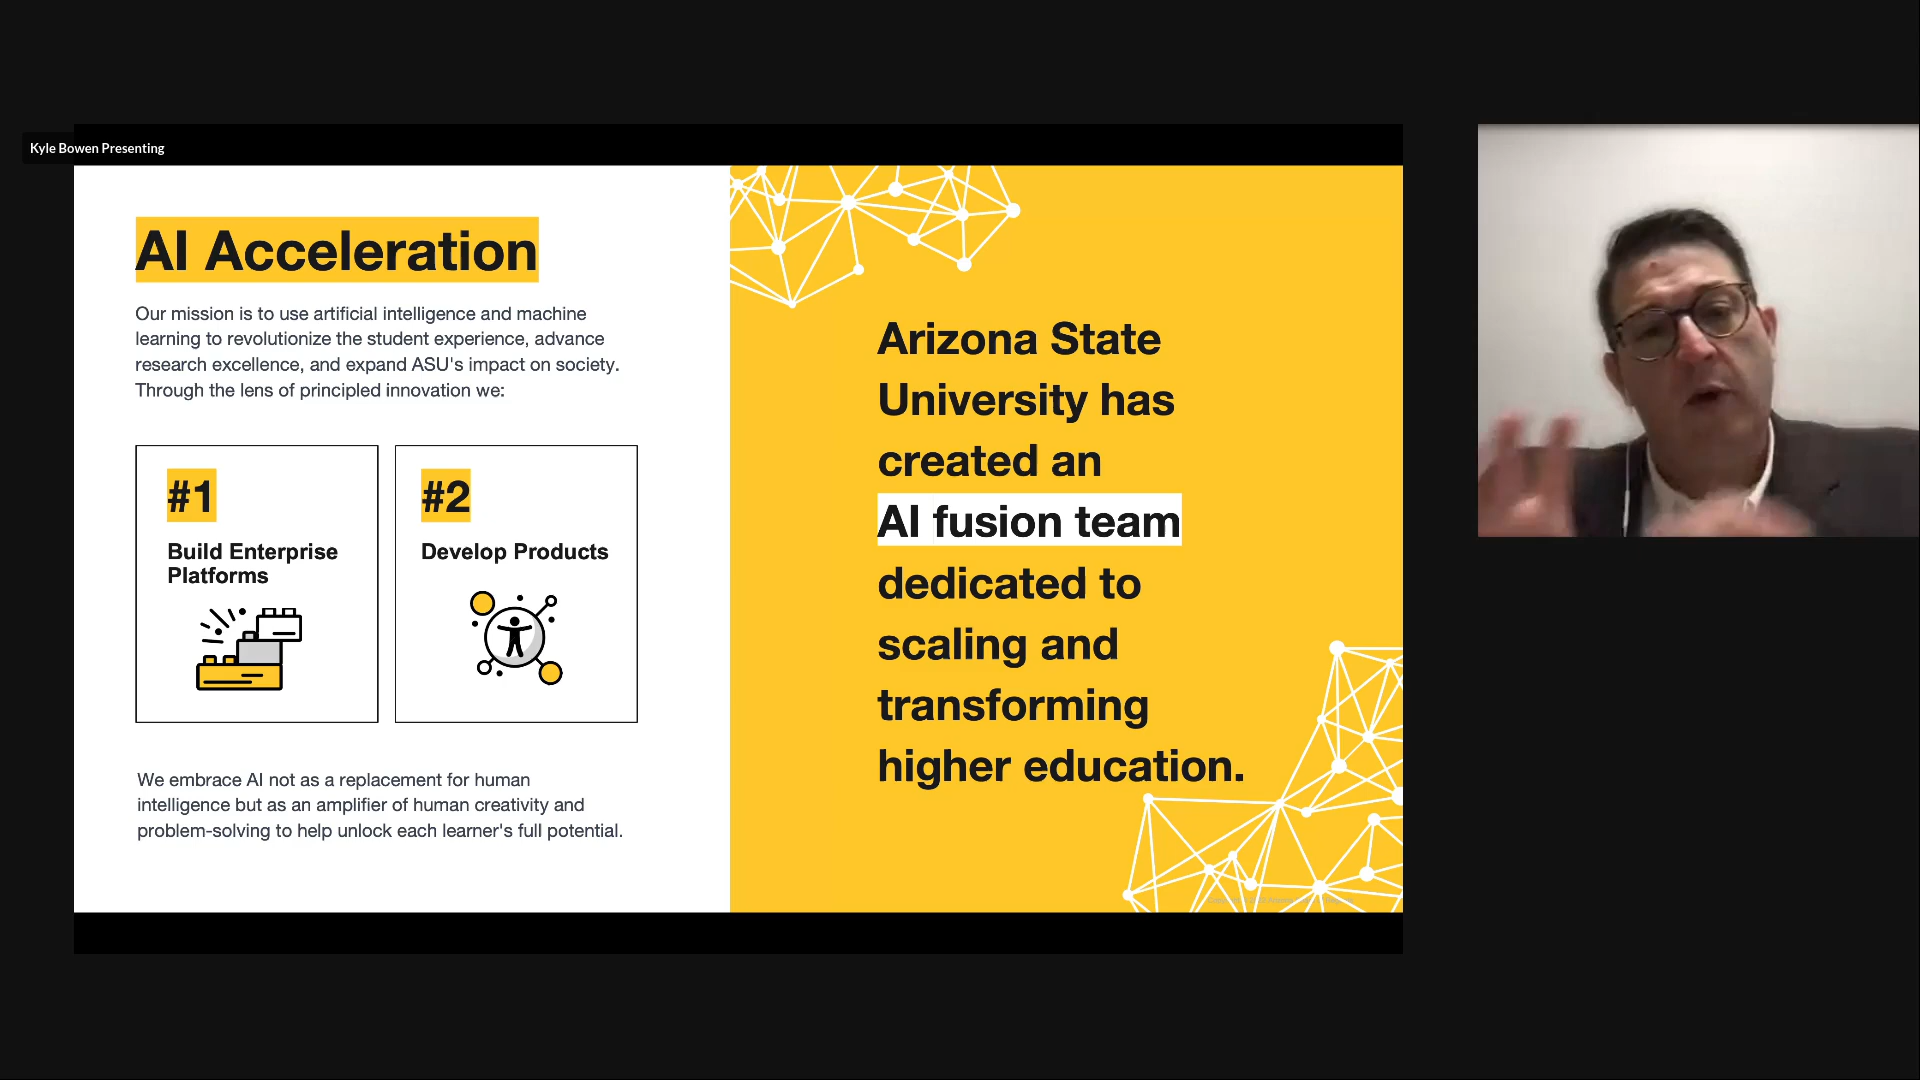 Kyle Bowen Presenting
AI Acceleration
Our mission is to use artificial intelligence and machine
learning to revolutionize the student experience, advance
research excellence, and expand ASU's impact on society.
Through the lens of principled innovation we:
#1
Build Enterprise
Platforms
#2
Develop Products
We embrace AI not as a replacement for human
intelligence but as an amplifier of human creativity and
problem-solving to help unlock each learner's full potential.
Arizona State
University has
created an
AI fusion team
dedicated to
scaling and
transforming
higher education.